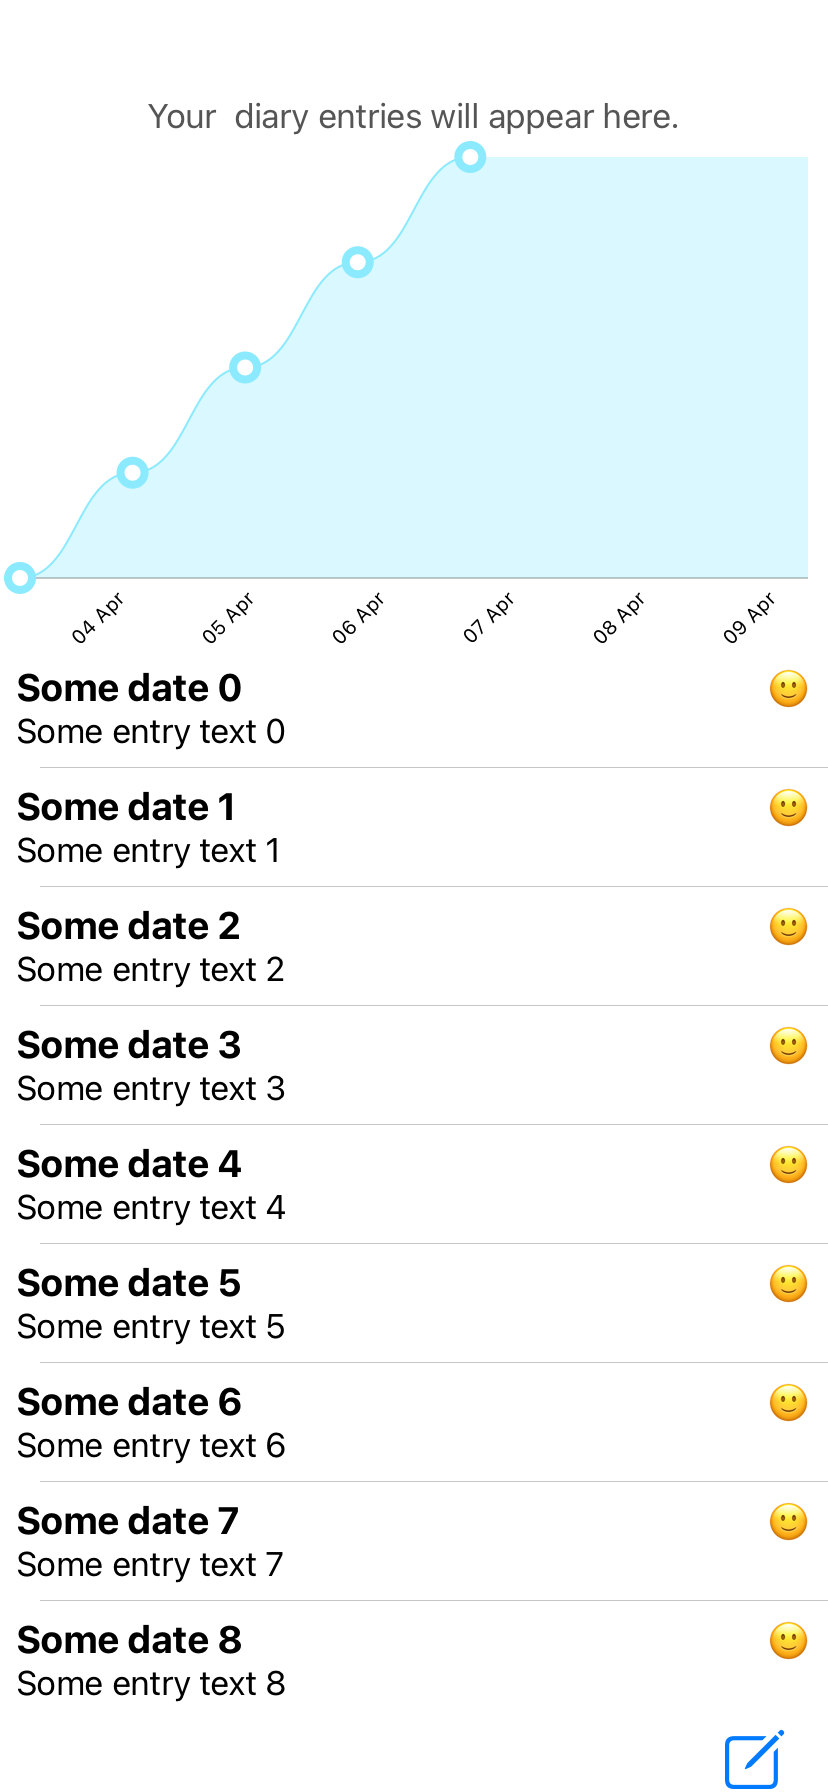 Your  diary entries will appear here.
04 Apr
05 Apr
06 Apr
07 Apr
08 Apr
09 Apr
Some date 0
Some entry text 0
Some date 1
Some entry text 1
Some date 2
Some entry text 2
Some date 3
Some entry text 3
Some date 4
Some entry text 4
Some date 5
Some entry text 5
Some date 6
Some entry text 6
Some date 7
Some entry text 7
Some date 8
Some entry text 8